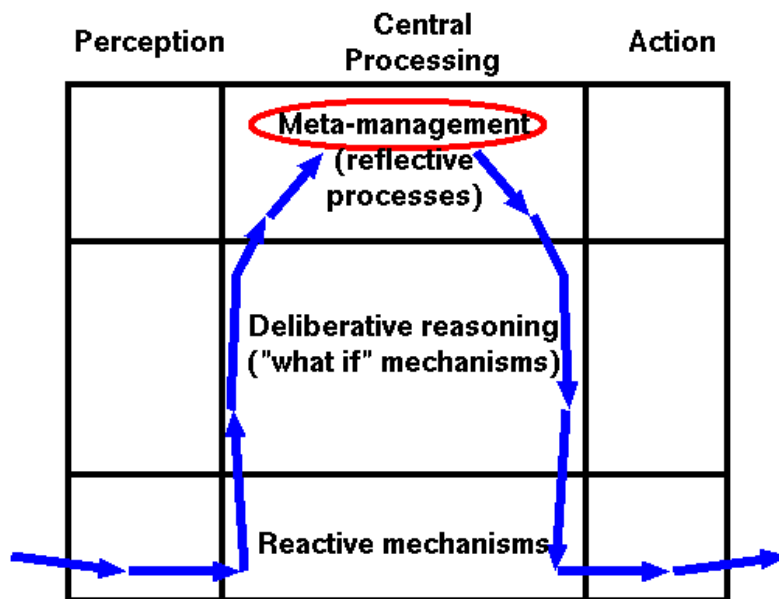 Perception
Central
Processing
Action
Meta-management
(reflective
processes)
Deliberative reasoning
("what if" mechanisms)
Reactive mechanisms